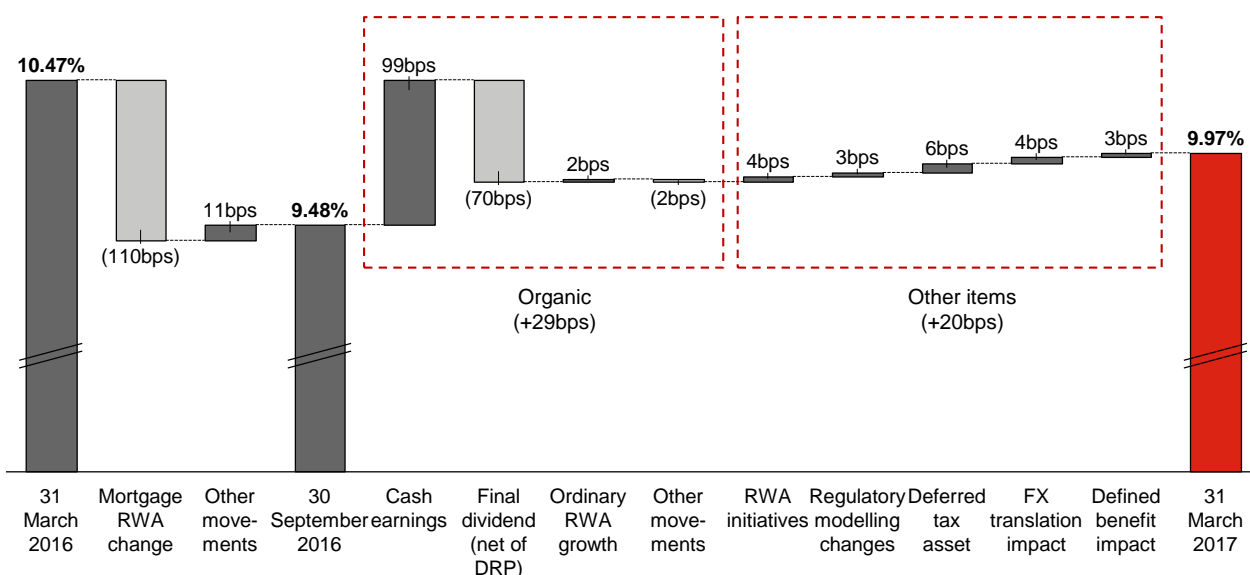 10.47%
(110bps)
11bps
9.48%
99bps
(70bps)
2bps
(2bps)
4bps
3bps
6bps
4bps
3bps
9.97%
Organic
(+29bps)
Other items
(+20bps)
31
March
2016
Mortgage
RWA
change
Other
move-
ments
30
September
2016
Cash
earnings
Final
dividend
(net of
DRP)
Ordinary
RWA
growth
Other
move-
ments
RWA
initiatives
Regulatory
modelling
changes
Deferred
tax
asset
FX
translation
impact
Defined
benefit
impact
31
March
2017